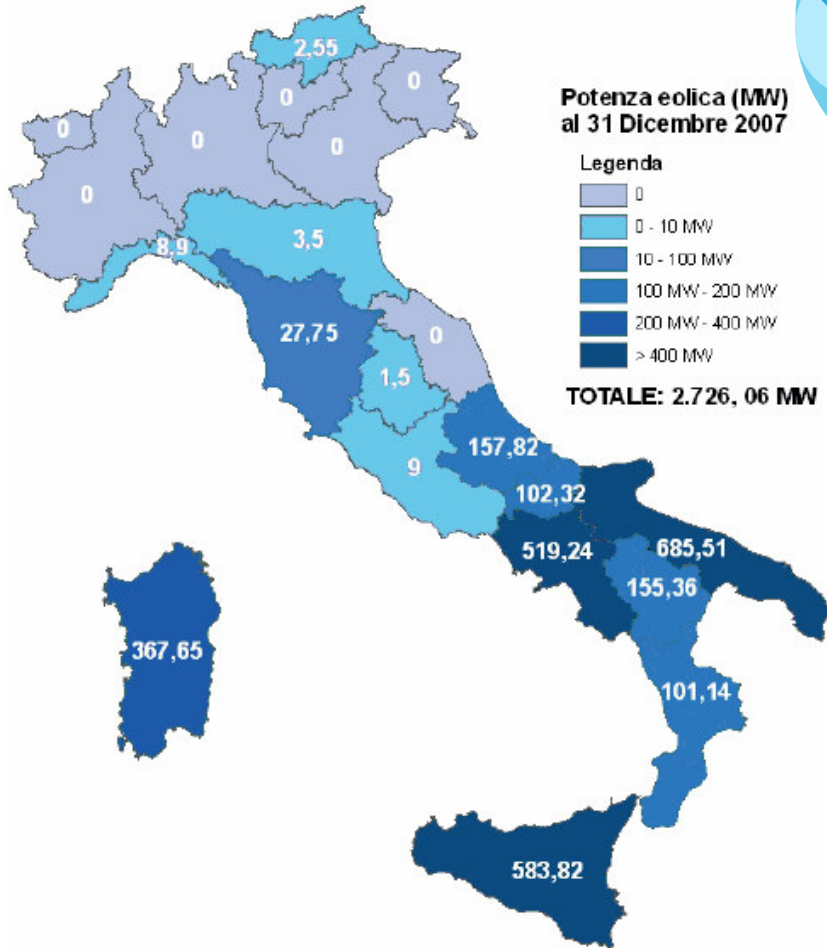 2,55
0
0
0
0
0
0
Potenza eolica (MW)
al 31 Dicembre 2007
Legenda
0
0 - 10 MW
10 - 100 MW
100 MW - 200 MW
200 MW - 400 MW
> 400 MW
TOTALE: 2.726, 06 MW
8,9
3,5
27,75
0
1,5
157,82
9
102,32
519,24
685,51
155,36
367,65
101,14
583,82